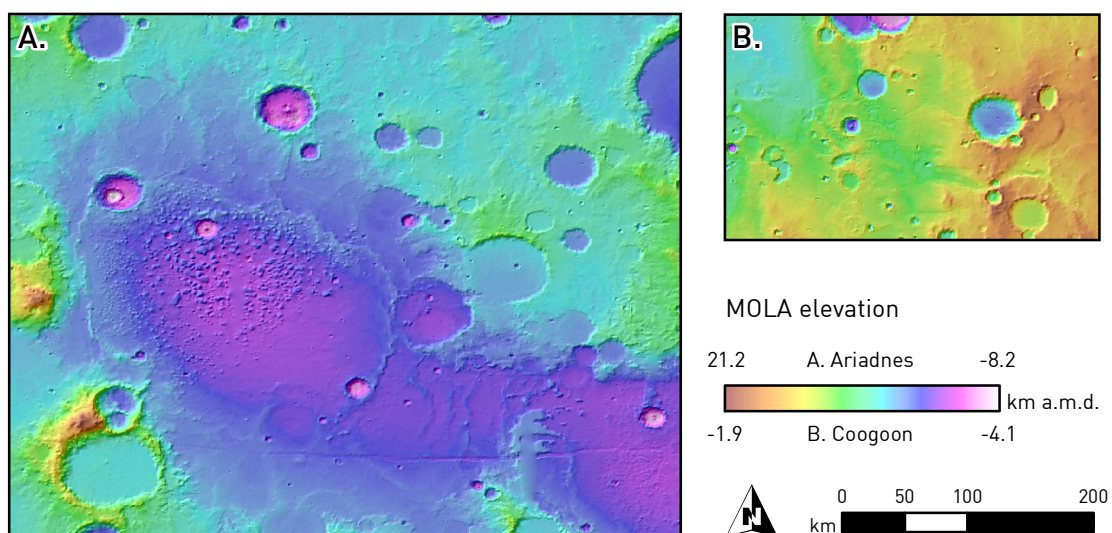 A.
B.
MOLA elevation
21.2 A. Ariadnes -8.2
km a.m.d.
-1.9 B. Coogoon -4.1
N
0 50 100 200
km